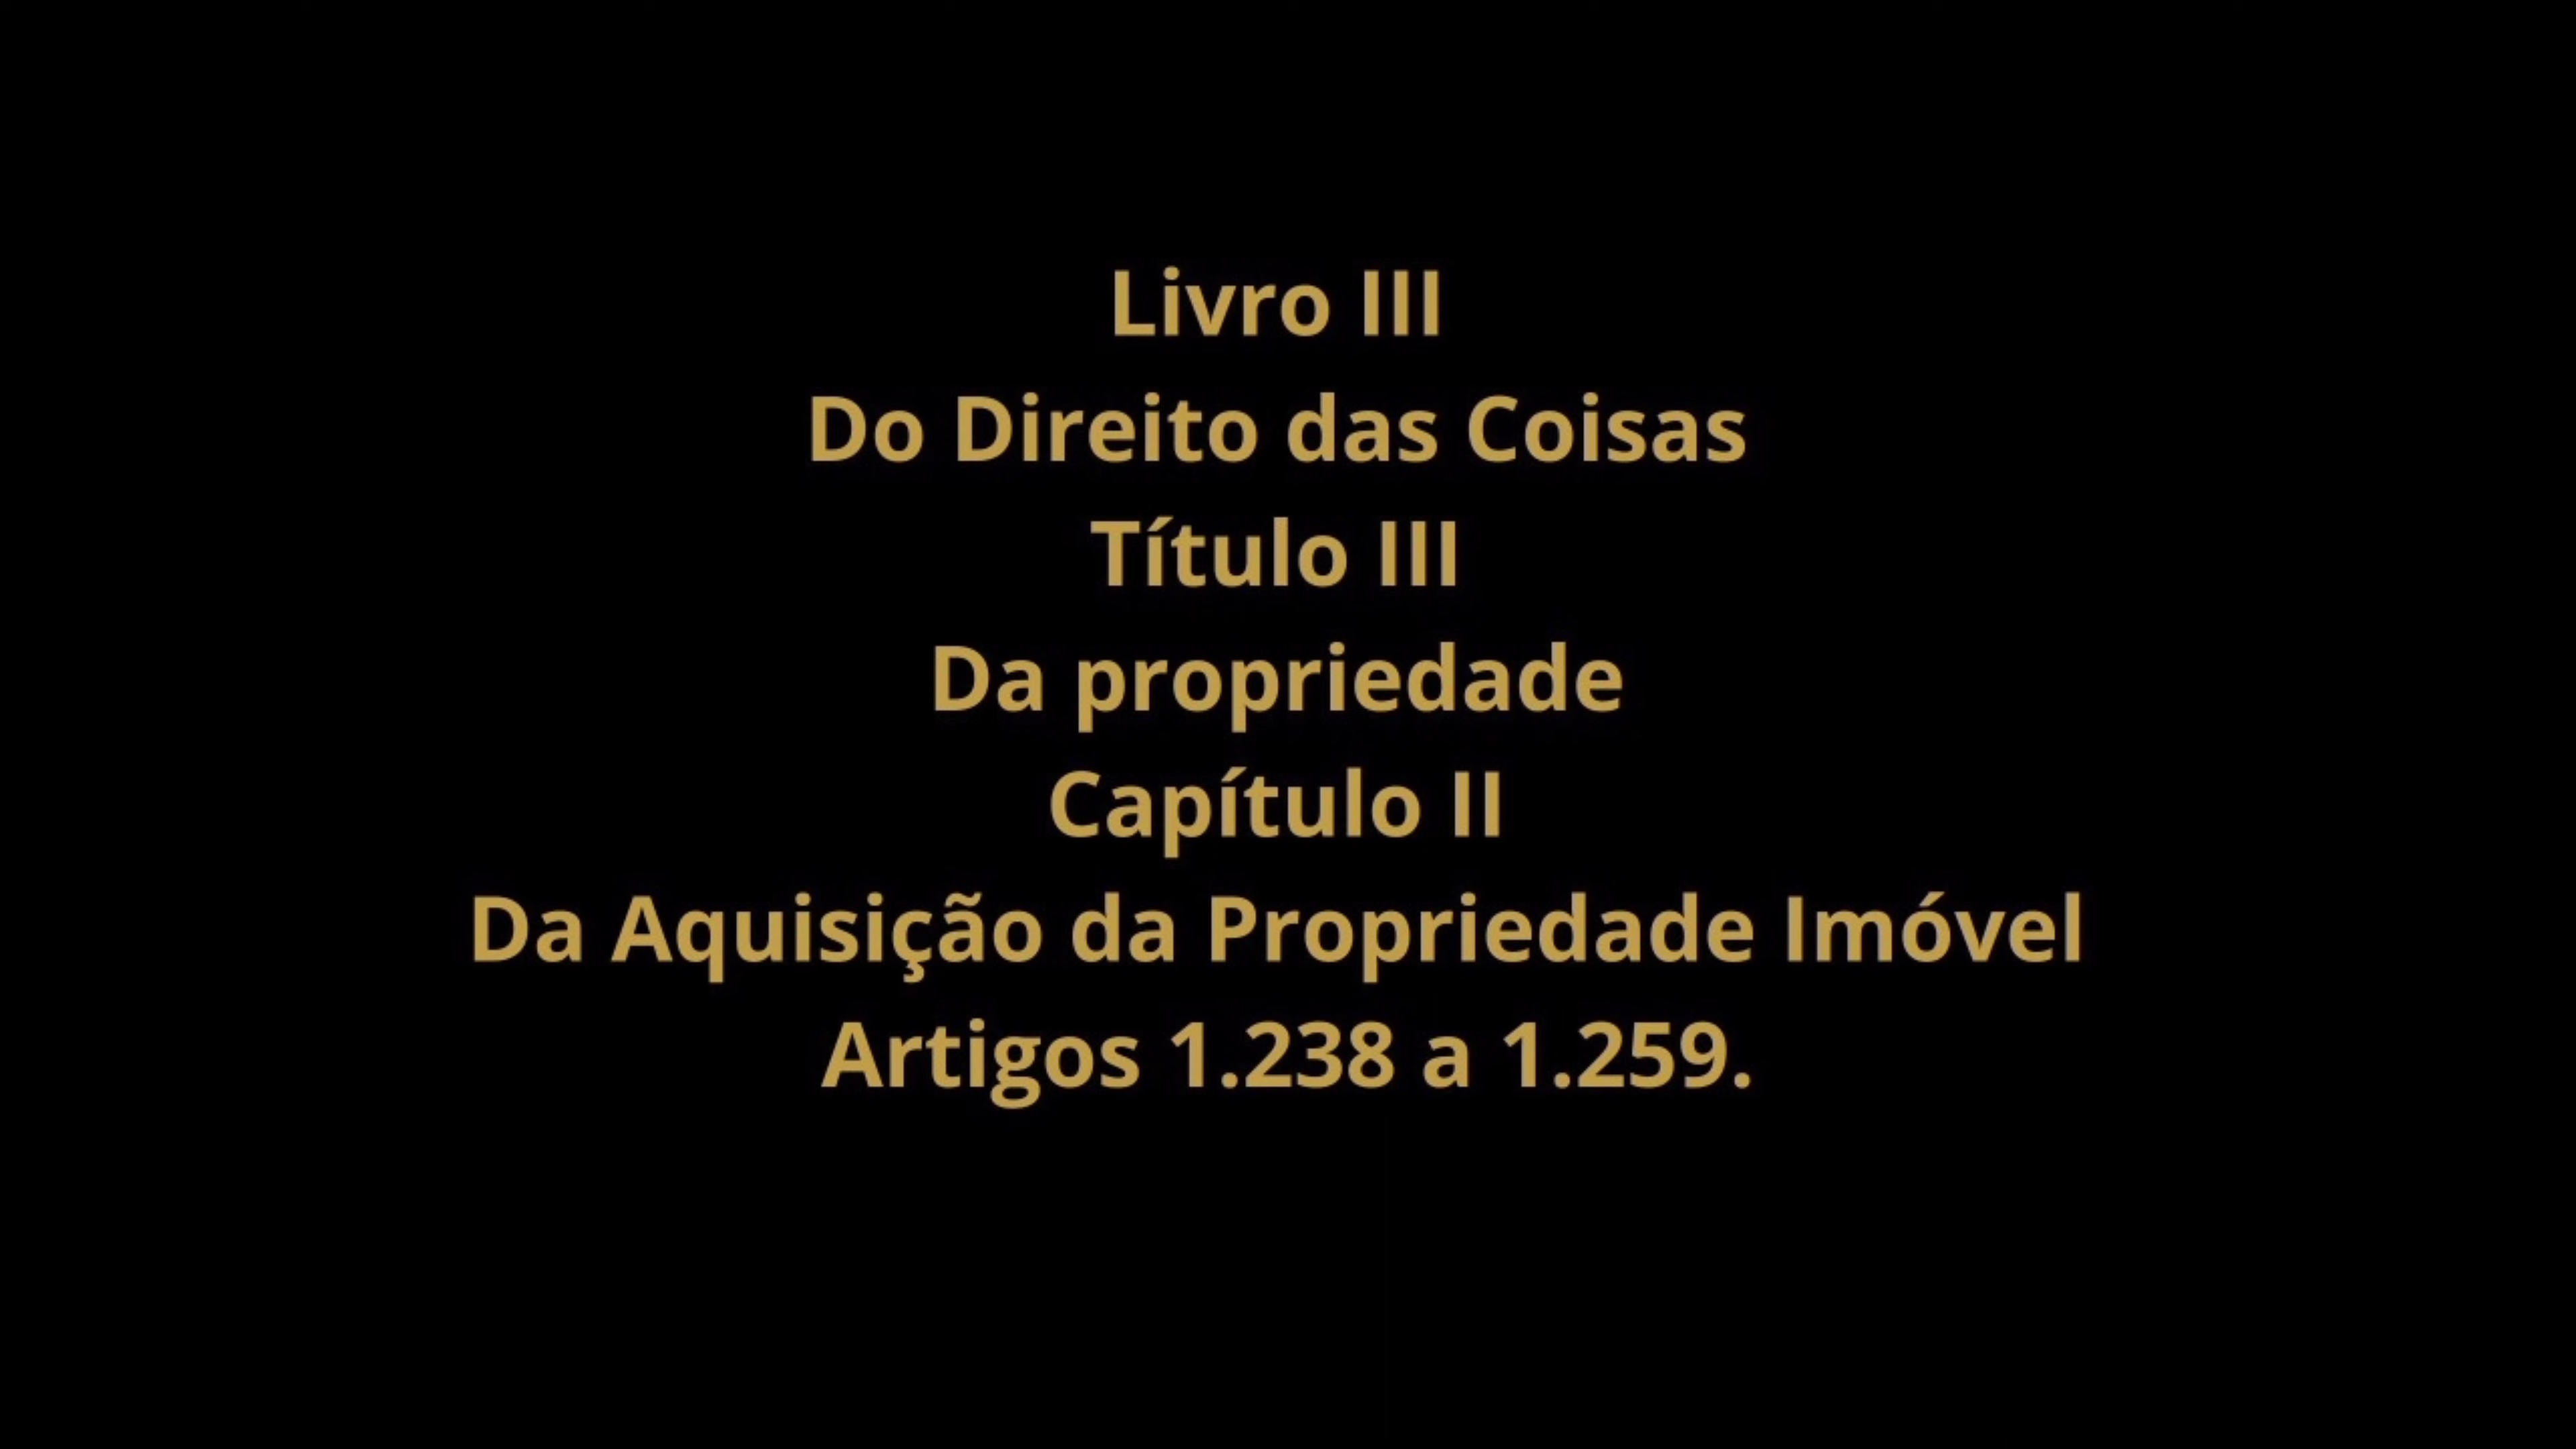 Livro III
Do Direito das Coisas
Título III
Da propriedade
Capítulo II
Da Aquisição da Propriedade Imóvel
Artigos 1.238 a 1.259.